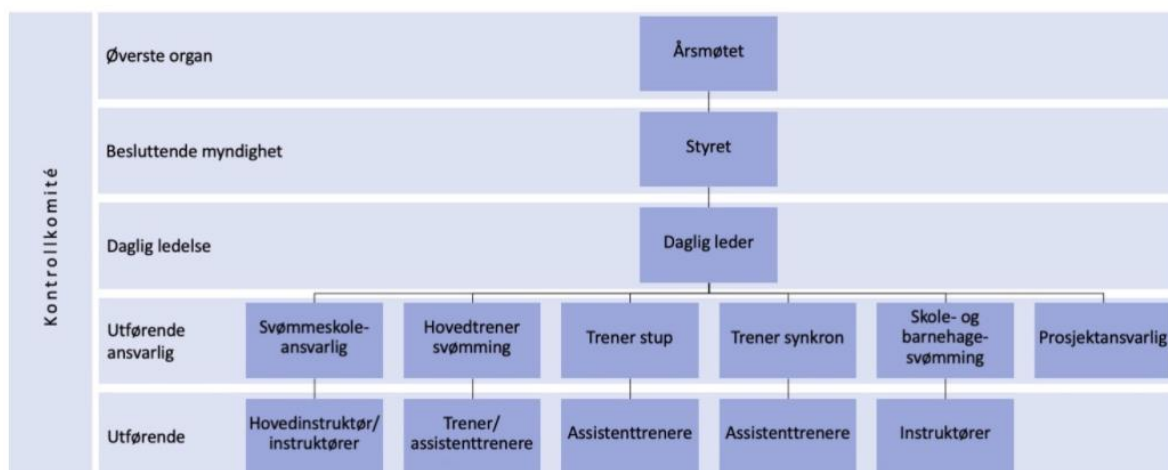 Kontrollkomité
Øverste organ
Årsmøtet
Besluttende myndighet
Styret
Daglig ledelse
Daglig leder
Utførende
ansvarlig
Svømmeskole-
ansvarlig
Hovedtrener
svømming
Trener stup
Trener synkron
Skole- og
barnehage-
svømming
Prosjektansvarlig
Utførende
Hovedinstruktør/
instruktører
Trener/
assistenttrenere
Assistenttrenere
Assistenttrenere
Instruktører